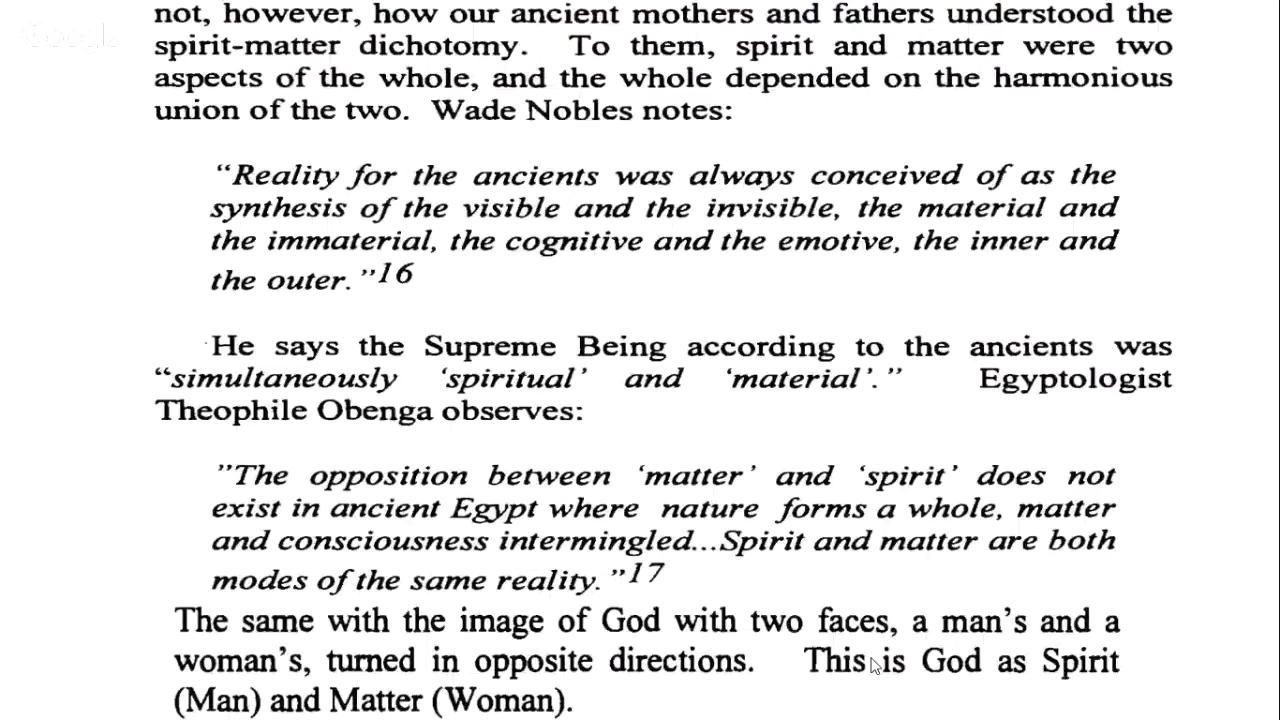 not, however, how our ancient mothers and fathers understood the
spirit-matter dichotomy. To them, spirit and matter were two
aspects of the whole, and the whole depended on the harmonious
union of the two. Wade Nobles notes:
“Reality for the ancients was always conceived of as the
synthesis of the visible and the invisible, the material and
the immaterial, the cognitive and the emotive, the inner and
the outer. ”16
He says the Supreme Being according to the ancients was
“simultaneously ‘spiritual’ and ‘material’. ” Egyptologist
Theophile Obenga observes:
”The opposition between ‘matter’ and ‘spirit’ does not
exist in ancient Egypt where nature forms a whole, matter
and consciousness intermingled...Spirit and matter are both
modes of the same reality. ”17
The same with the image of God with two faces, a man’s and a
woman’s, turned in opposite directions. This is God as Spirit
(Man) and Matter (Woman).